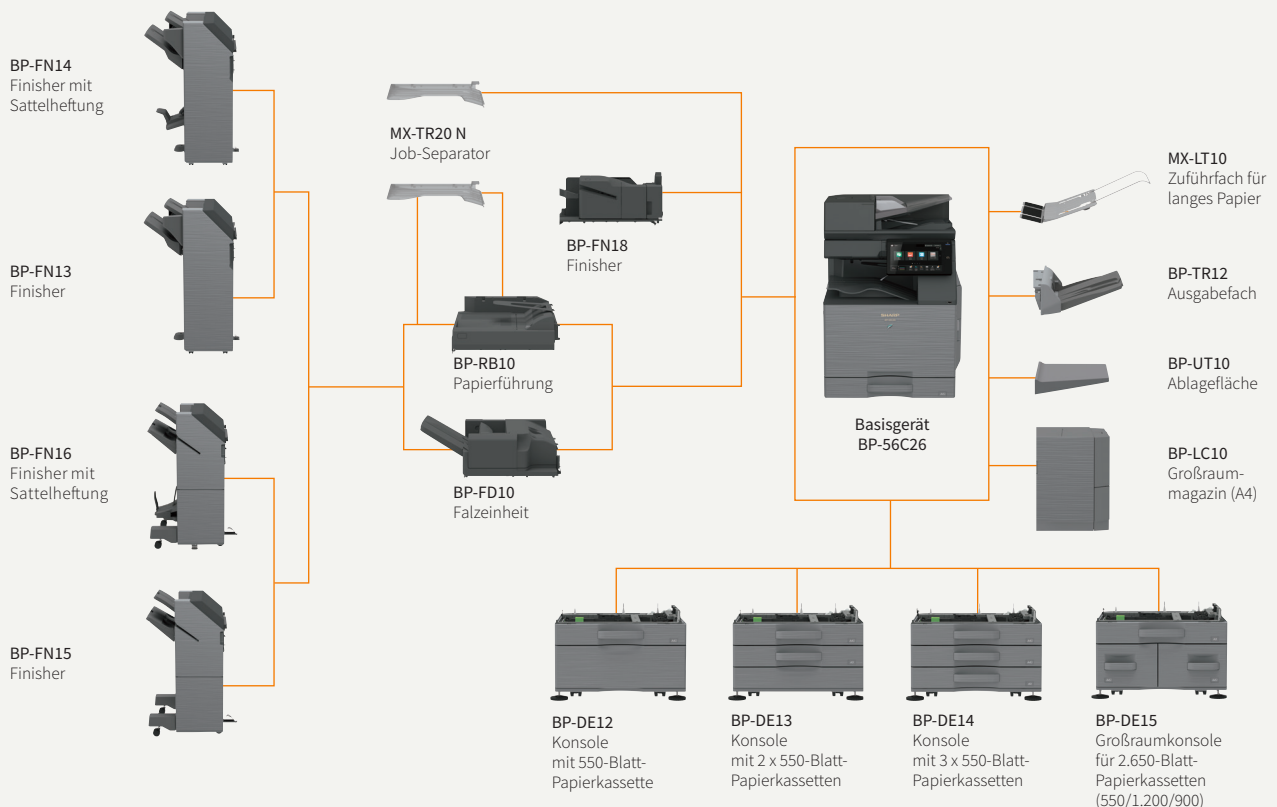 BP-FN14
Finisher mit
Sattelheftung
BP-FN13
Finisher
BP-FN16
Finisher mit
Sattelheftung
BP-FN15
Finisher
MX-TR20 N
Job-Separator
BP-FN18
Finisher
BP-RB10
Papierführung
BP-FD10
Falzeinheit
SHARP
Basisgerät
BP-56C26
MX-LT10
Zuführfach für
langes Papier
BP-TR12
Ausgabefach
BP-UT10
Ablagefläche
BP-LC10
Großraum-
magazin (A4)
BP-DE12
Konsole
mit 550-Blatt-
Papierkassette
BP-DE13
Konsole
mit 2 x 550-Blatt-
Papierkassetten
BP-DE14
Konsole
mit 3 x 550-Blatt-
Papierkassetten
BP-DE15
Großraumkonsole
für 2.650-Blatt-
Papierkassetten
(550/1.200/900)